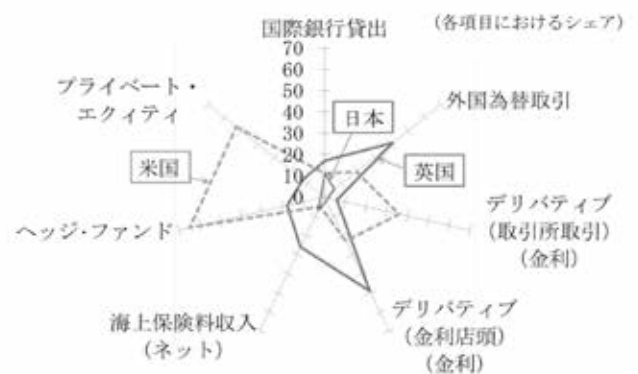 国際銀行貸出
(各項目におけるシェア)
70
60
50
40
30
20
10
0
プライベート・
エクィティ
日本
外国為替取引
米国
英国
ヘッジ・ファンド
デリバティブ
(取引所取引)
(金利)
海上保険料収入
(ネット)
デリバティブ
(金利店頭)
(金利)